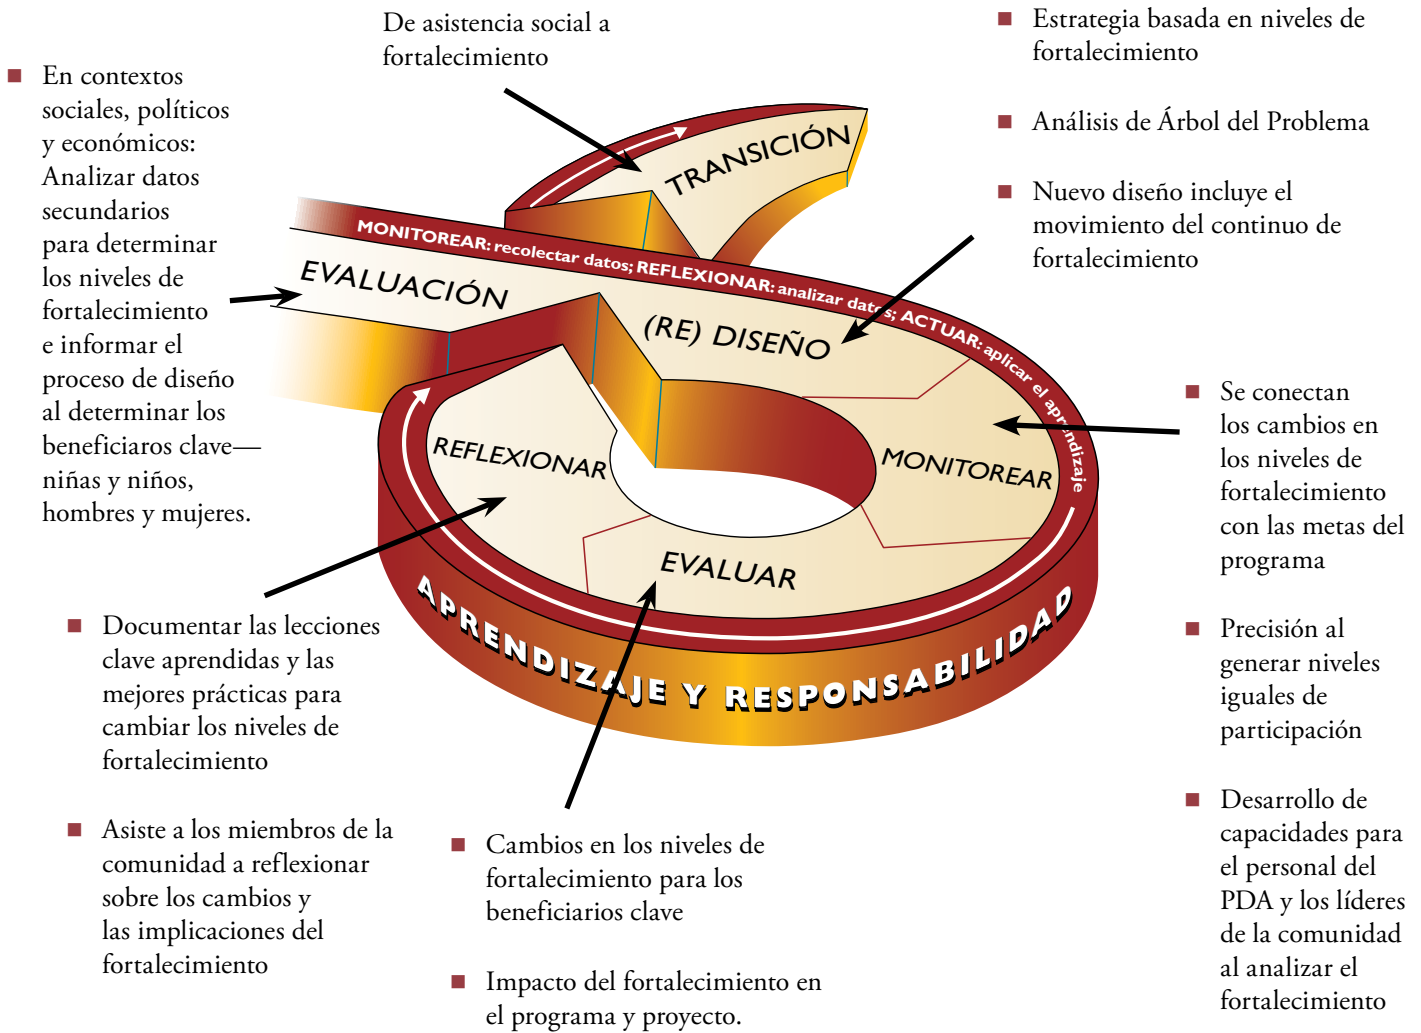 De asistencia social a
fortalecimiento
Estrategia basada en niveles de
fortalecimiento
Análisis de Árbol del Problema
Nuevo diseño incluye el
movimiento del continuo de
fortalecimiento
En contextos
sociales, políticos
y económicos:
Analizar datos
secundarios
para determinar
los niveles de
fortalecimiento
e informar el
proceso de diseño
al determinar los
beneficiaros clave—
niñas y niños,
hombres y mujeres.
TRANSICIÓN
MONITOREAR: recolectar datos; REFLEXIONAR: analizar datos; ACTUAR: aplicar el aprendizaje
EVALUACIÓN
(RE) DISEÑO
MONITOREAR
REFLEXIONAR
EVALUAR
APRENDIZAJE Y RESPONSABILIDAD
Se conectan
los cambios en
los niveles de
fortalecimiento
con las metas del
programa
Precisión al
generar niveles
iguales de
participación
Desarrollo de
capacidades para
el personal del
PDA y los líderes
de la comunidad
al analizar el
fortalecimiento
Documentar las lecciones
clave aprendidas y las
mejores prácticas para
cambiar los niveles de
fortalecimiento
Asiste a los miembros de la
comunidad a reflexionar
sobre los cambios y
las implicaciones del
fortalecimiento
Cambios en los niveles de
fortalecimiento para los
beneficiarios clave
Impacto del fortalecimiento en
el programa y proyecto.